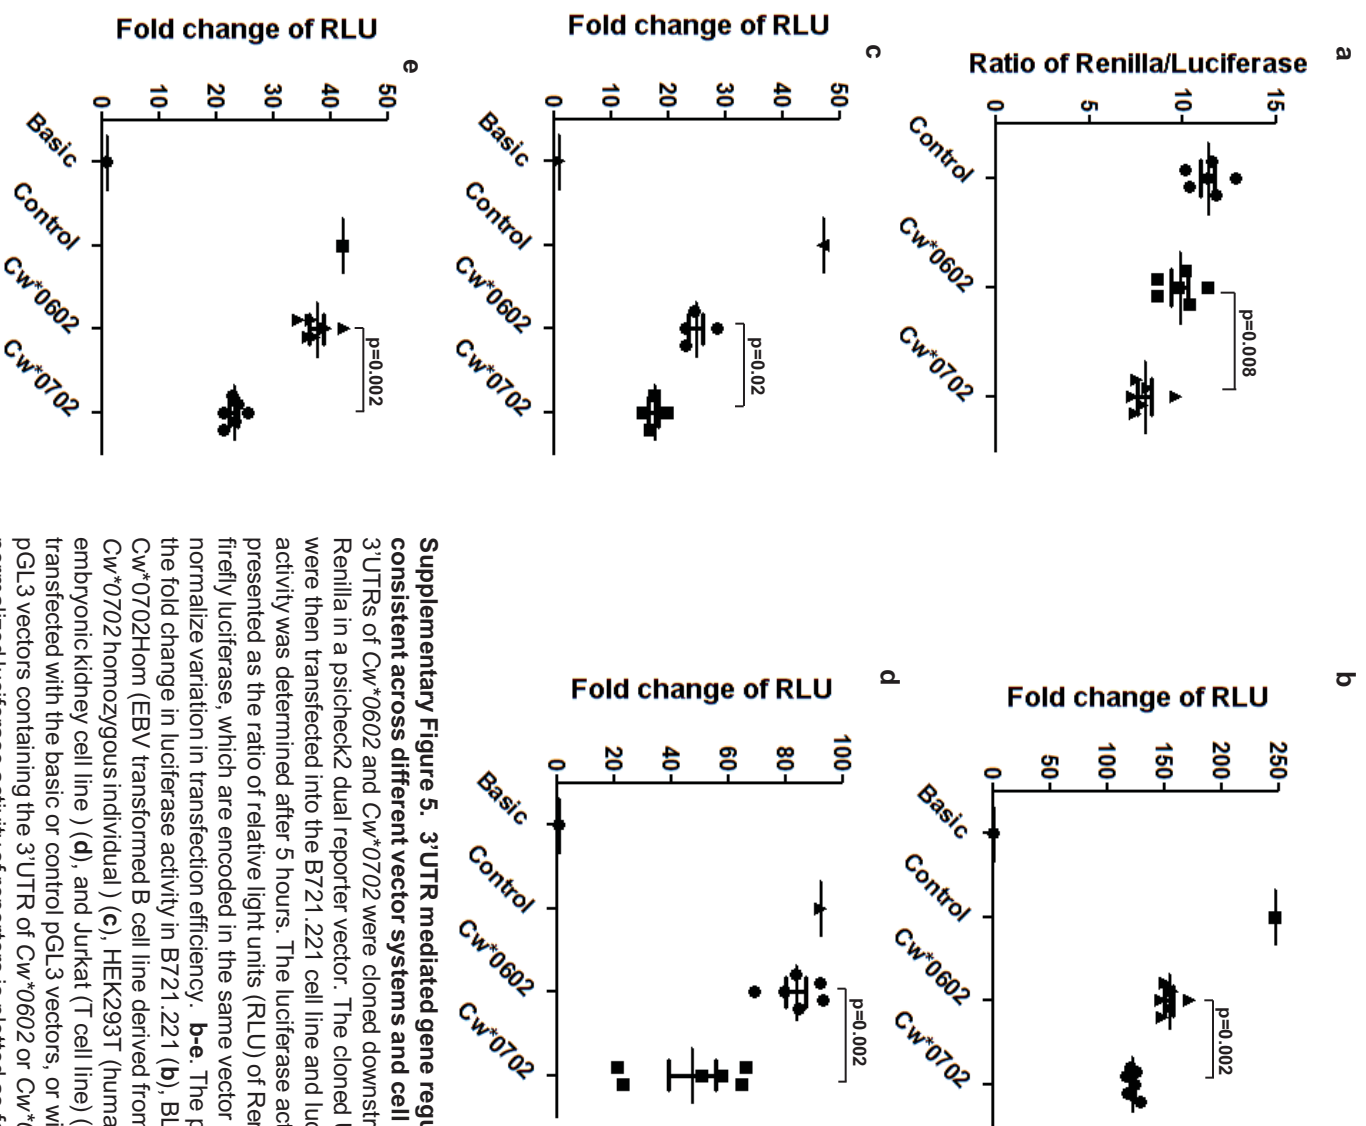 a
Ratio of Renilla/Luciferase
15
10
5
0
p=0.008
Control
Cw*0602
Cw*0702
b
Fold change of RLU
250
200
150
100
50
0
p=0.002
Basic
Control
Cw*0602
Cw*0702
c
Fold change of RLU
50
40
30
20
10
0
p=0.02
Basic
Control
Cw*0602
Cw*0702
d
Fold change of RLU
100
80
60
40
20
0
p=0.002
Basic
Control
Cw*0602
Cw*0702
e
Fold change of RLU
50
40
30
20
10
0
p=0.002
Basic
Control
Cw*0602
Cw*0702
Supplementary Figure 5. 3'UTR mediated gene regu
consistent across different vector systems and cell
3'UTRs of Cw*0602 and Cw*0702 were cloned downstr
Renilla in a psicheck2 dual reporter vector. The cloned
were then transfected into the B721.221 cell line and luc
activity was determined after 5 hours. The luciferase act
presented as the ratio of relative light units (RLU) of Ren
firefly luciferase, which are encoded in the same vector
normalize variation in transfection efficiency. b-e. The p
the fold change in luciferase activity in B721.221 (b), BL
Cw*0702Hom (EBV transformed B cell line derived from
Cw*0702 homozygous individual ) (c), HEK293T (huma
embryonic kidney cell line ) (d), and Jurkat (T cell line) (
transfected with the basic or control pGL3 vectors, or wi
pGL3 vectors containing the 3'UTR of Cw*0602 or Cw*